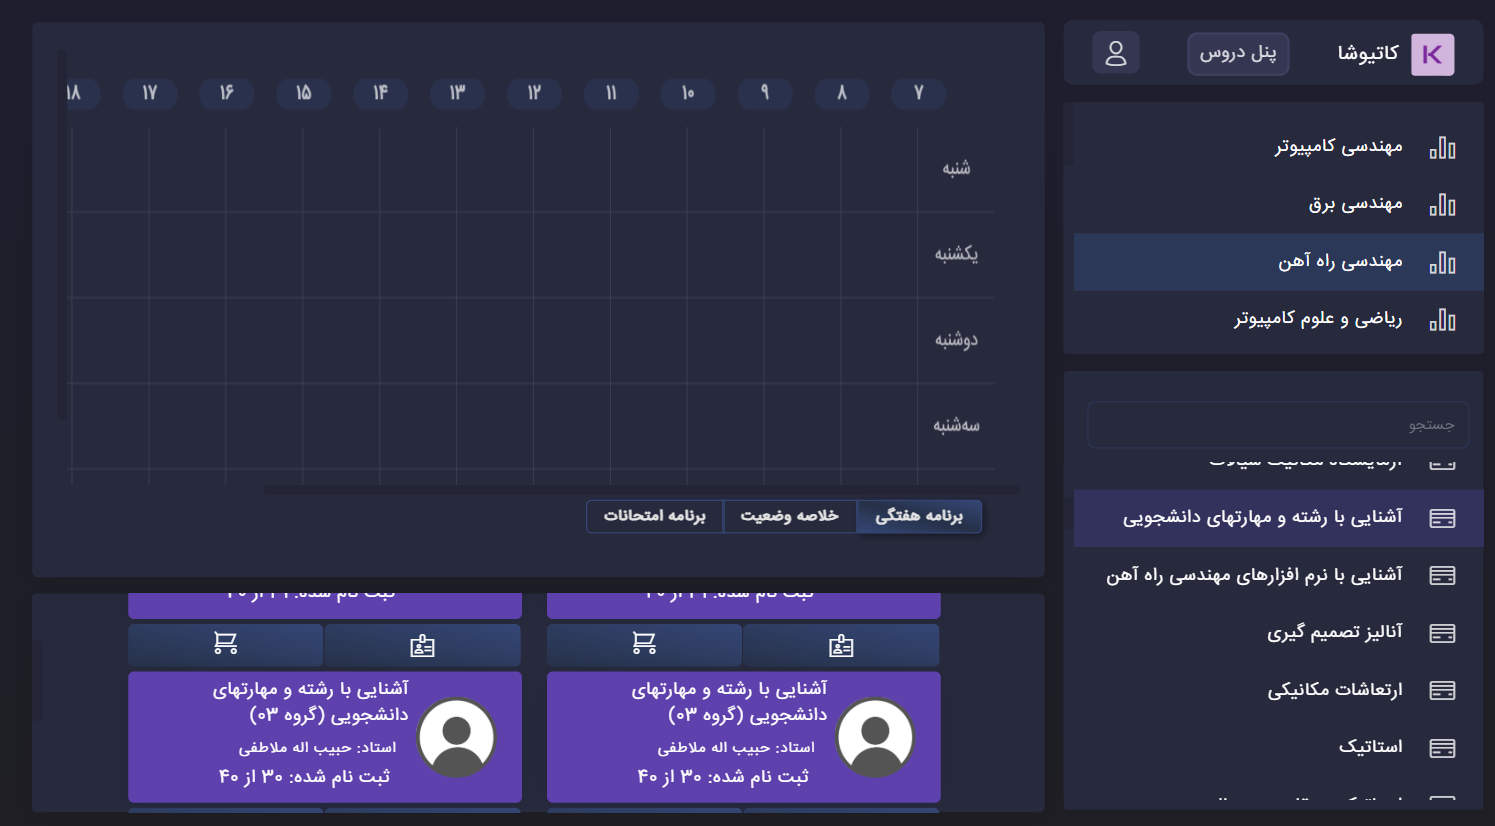 کاتیوشا
پنل دروس
مهندسی کامپیوتر
مهندسی برق
مهندسی راه آهن
ریاضی و علوم کامپیوتر
جستجو
آشنایی با رشته و مهارتهای دانشجویی
آشنایی با نرم افزارهای مهندسی راه آهن
آنالیز تصمیم گیری
ارتعاشات مکانیکی
استاتیک
۷ ۸ ۹ ۱۰ ۱۱ ۱۲ ۱۳ ۱۴ ۱۵ ۱۶ ۱۷ ۱۸
شنبه
یکشنبه
دوشنبه
سه‌شنبه
برنامه هفتگی
خلاصه وضعیت
برنامه امتحانات
آشنایی با رشته و مهارتهای
دانشجویی (گروه ۰۳)
استاد: حبیب اله ملاطفی
ثبت نام شده: ۳۰ از ۴۰
آشنایی با رشته و مهارتهای
دانشجویی (گروه ۰۳)
استاد: حبیب اله ملاطفی
ثبت نام شده: ۳۰ از ۴۰